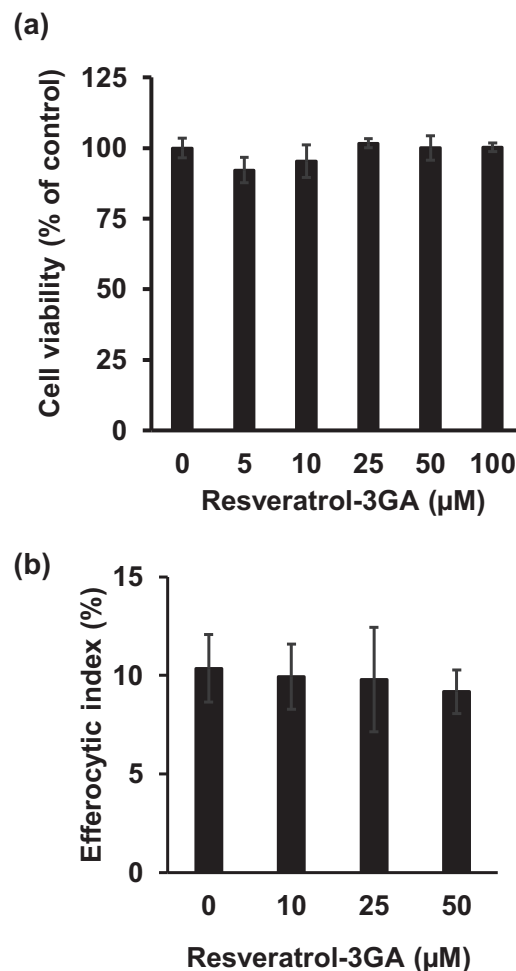 (a)
Cell viability (% of control)
125
100
75
50
25
0
0 5 10 25 50 100
Resveratrol-3GA (µM)
(b)
Efferocytic index (%)
15
10
5
0
0 10 25 50
Resveratrol-3GA (µM)